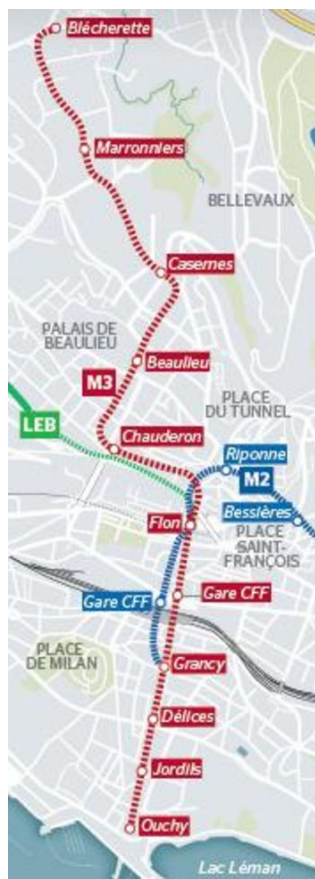 Blécherette
Marronniers
BELLEVAUX
Casernes
PALAIS DE
BEAULIEU
Beaulieu
M3
PLACE
DU TUNNEL
LEB
Chauderon
Riponne
M2
Bessières
Flon
PLACE
SAINT-
FRANÇOIS
Gare CFF
Gare CFF
PLACE
DE MILAN
Grancy
Délices
Jordils
Ouchy
Lac Léman